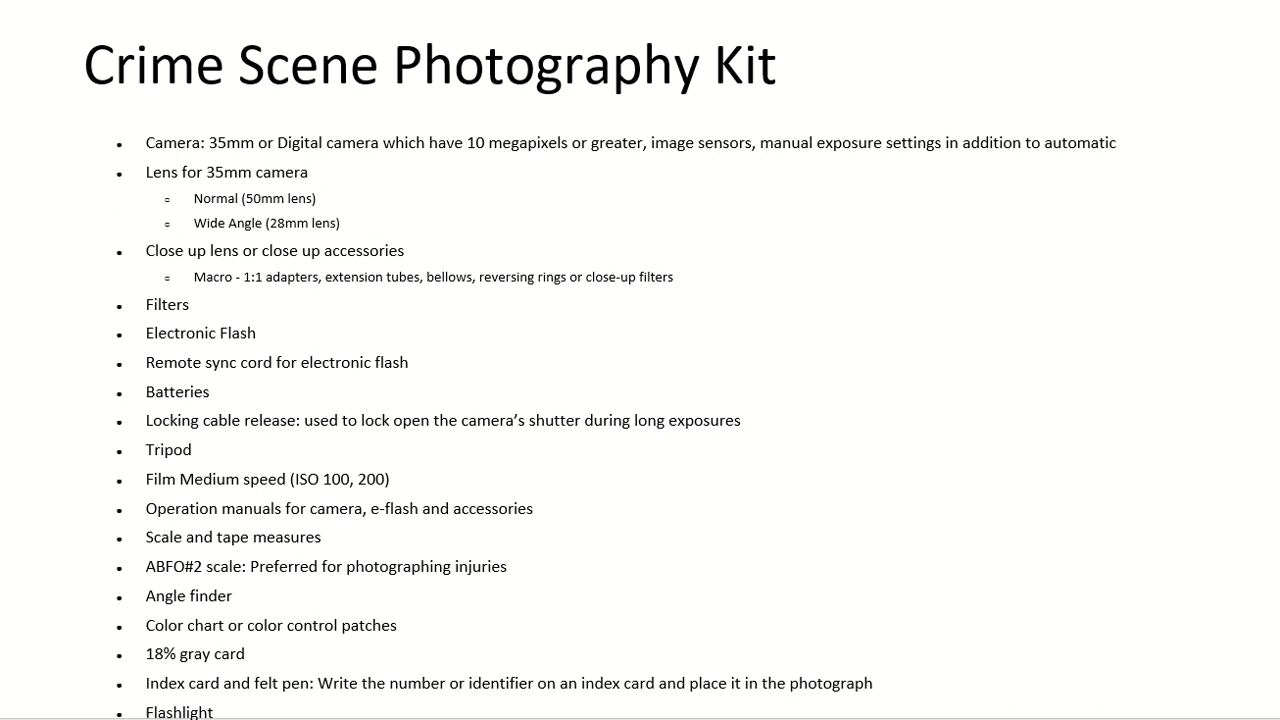 Crime Scene Photography Kit
Camera: 35mm or Digital camera which have 10 megapixels or greater, image sensors, manual exposure settings in addition to automatic
Lens for 35mm camera
Normal (50mm lens)
Wide Angle (28mm lens)
Close up lens or close up accessories
Macro - 1:1 adapters, extension tubes, bellows, reversing rings or close-up filters
Filters
Electronic Flash
Remote sync cord for electronic flash
Batteries
Locking cable release: used to lock open the camera’s shutter during long exposures
Tripod
Film Medium speed (ISO 100, 200)
Operation manuals for camera, e-flash and accessories
Scale and tape measures
ABFO#2 scale: Preferred for photographing injuries
Angle finder
Color chart or color control patches
18% gray card
Index card and felt pen: Write the number or identifier on an index card and place it in the photograph
Flashlight